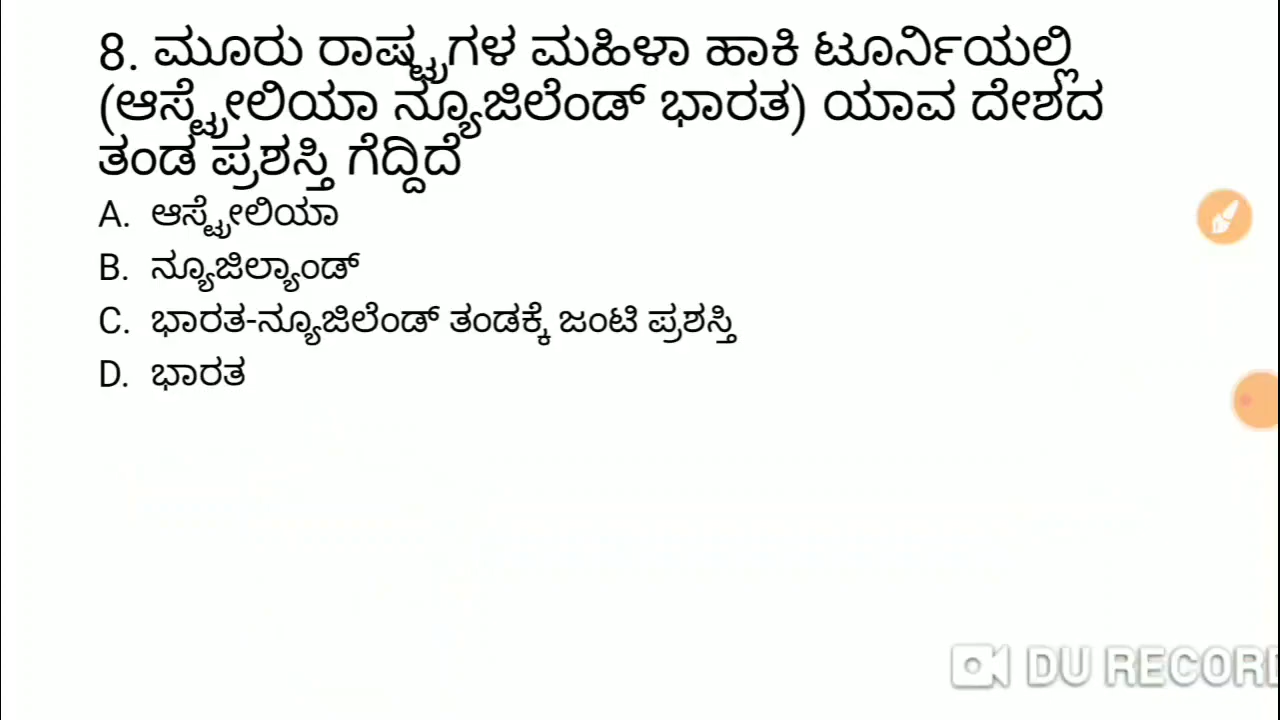 8. ಮೂರು ರಾಷ್ಟ್ರಗಳ ಮಹಿಳಾ ಹಾಕಿ ಟೂರ್ನಿಯಲ್ಲಿ
(ಆಸ್ಟ್ರೇಲಿಯಾ ನ್ಯೂಜಿಲೆಂಡ್ ಭಾರತ) ಯಾವ ದೇಶದ
ತಂಡ ಪ್ರಶಸ್ತಿ ಗೆದ್ದಿದೆ
A. ಆಸ್ಟ್ರೇಲಿಯಾ
B. ನ್ಯೂಜಿಲ್ಯಾಂಡ್
C. ಭಾರತ-ನ್ಯೂಜಿಲೆಂಡ್ ತಂಡಕ್ಕೆ ಜಂಟಿ ಪ್ರಶಸ್ತಿ
D. ಭಾರತ
DU RECORD